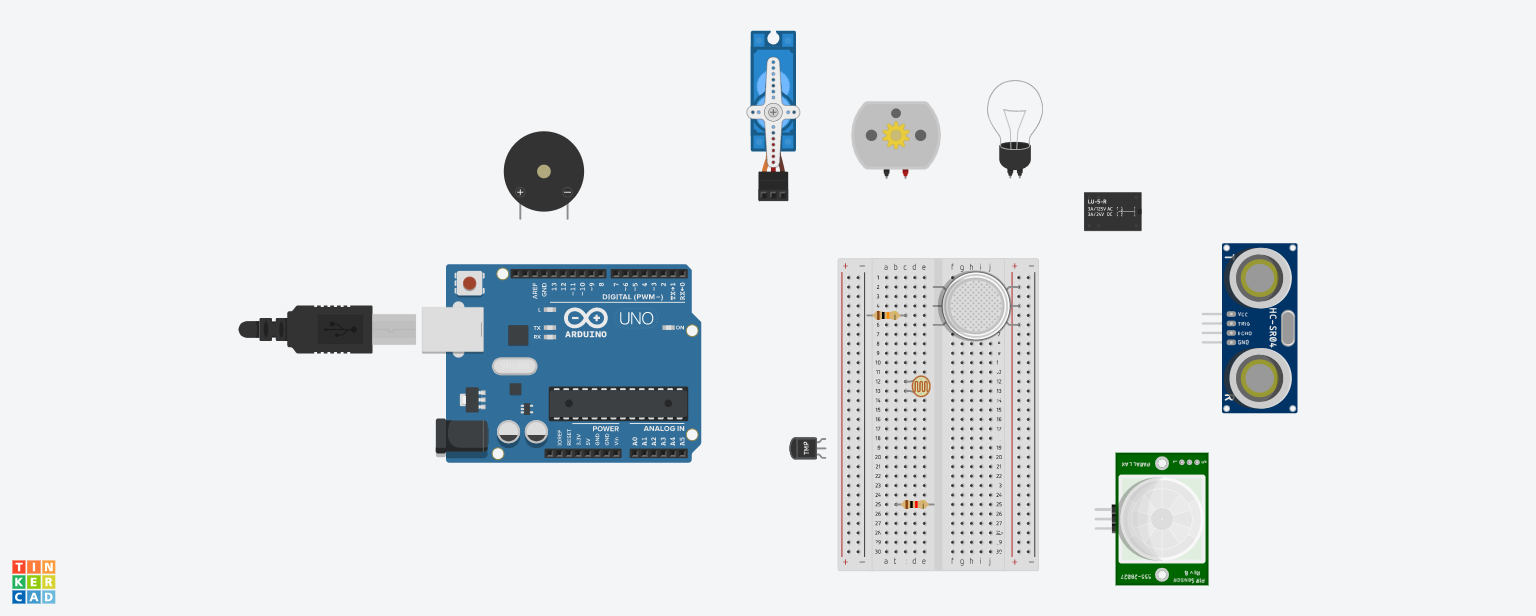 LU-5-R
3A/125V AC
3A/24V DC
+ −
AREF
GND
13
12
~11
~10
~9
8
7
~6
~5
4
~3
2
TX→1
RX←0
DIGITAL (PWM~)
L
TX
RX
ARDUINO
UNO
ON
POWER
ANALOG IN
IOREF
RESET
3.3V
5V
GND
GND
Vin
A0
A1
A2
A3
A4
A5
+ − a b c d e f g h i j + −
1
2
3
4
6
7
8
9
10
11
12
13
14
15
16
17
18
19
20
21
22
23
24
25
26
27
28
29
30
+ − a d e f g h i j + −
VCC
TRIG
ECHO
GND
HC-SR04
T
R
TMP
PARALLAX
PIR SENSOR
Rev B
555-28027
TIN
KER
CAD